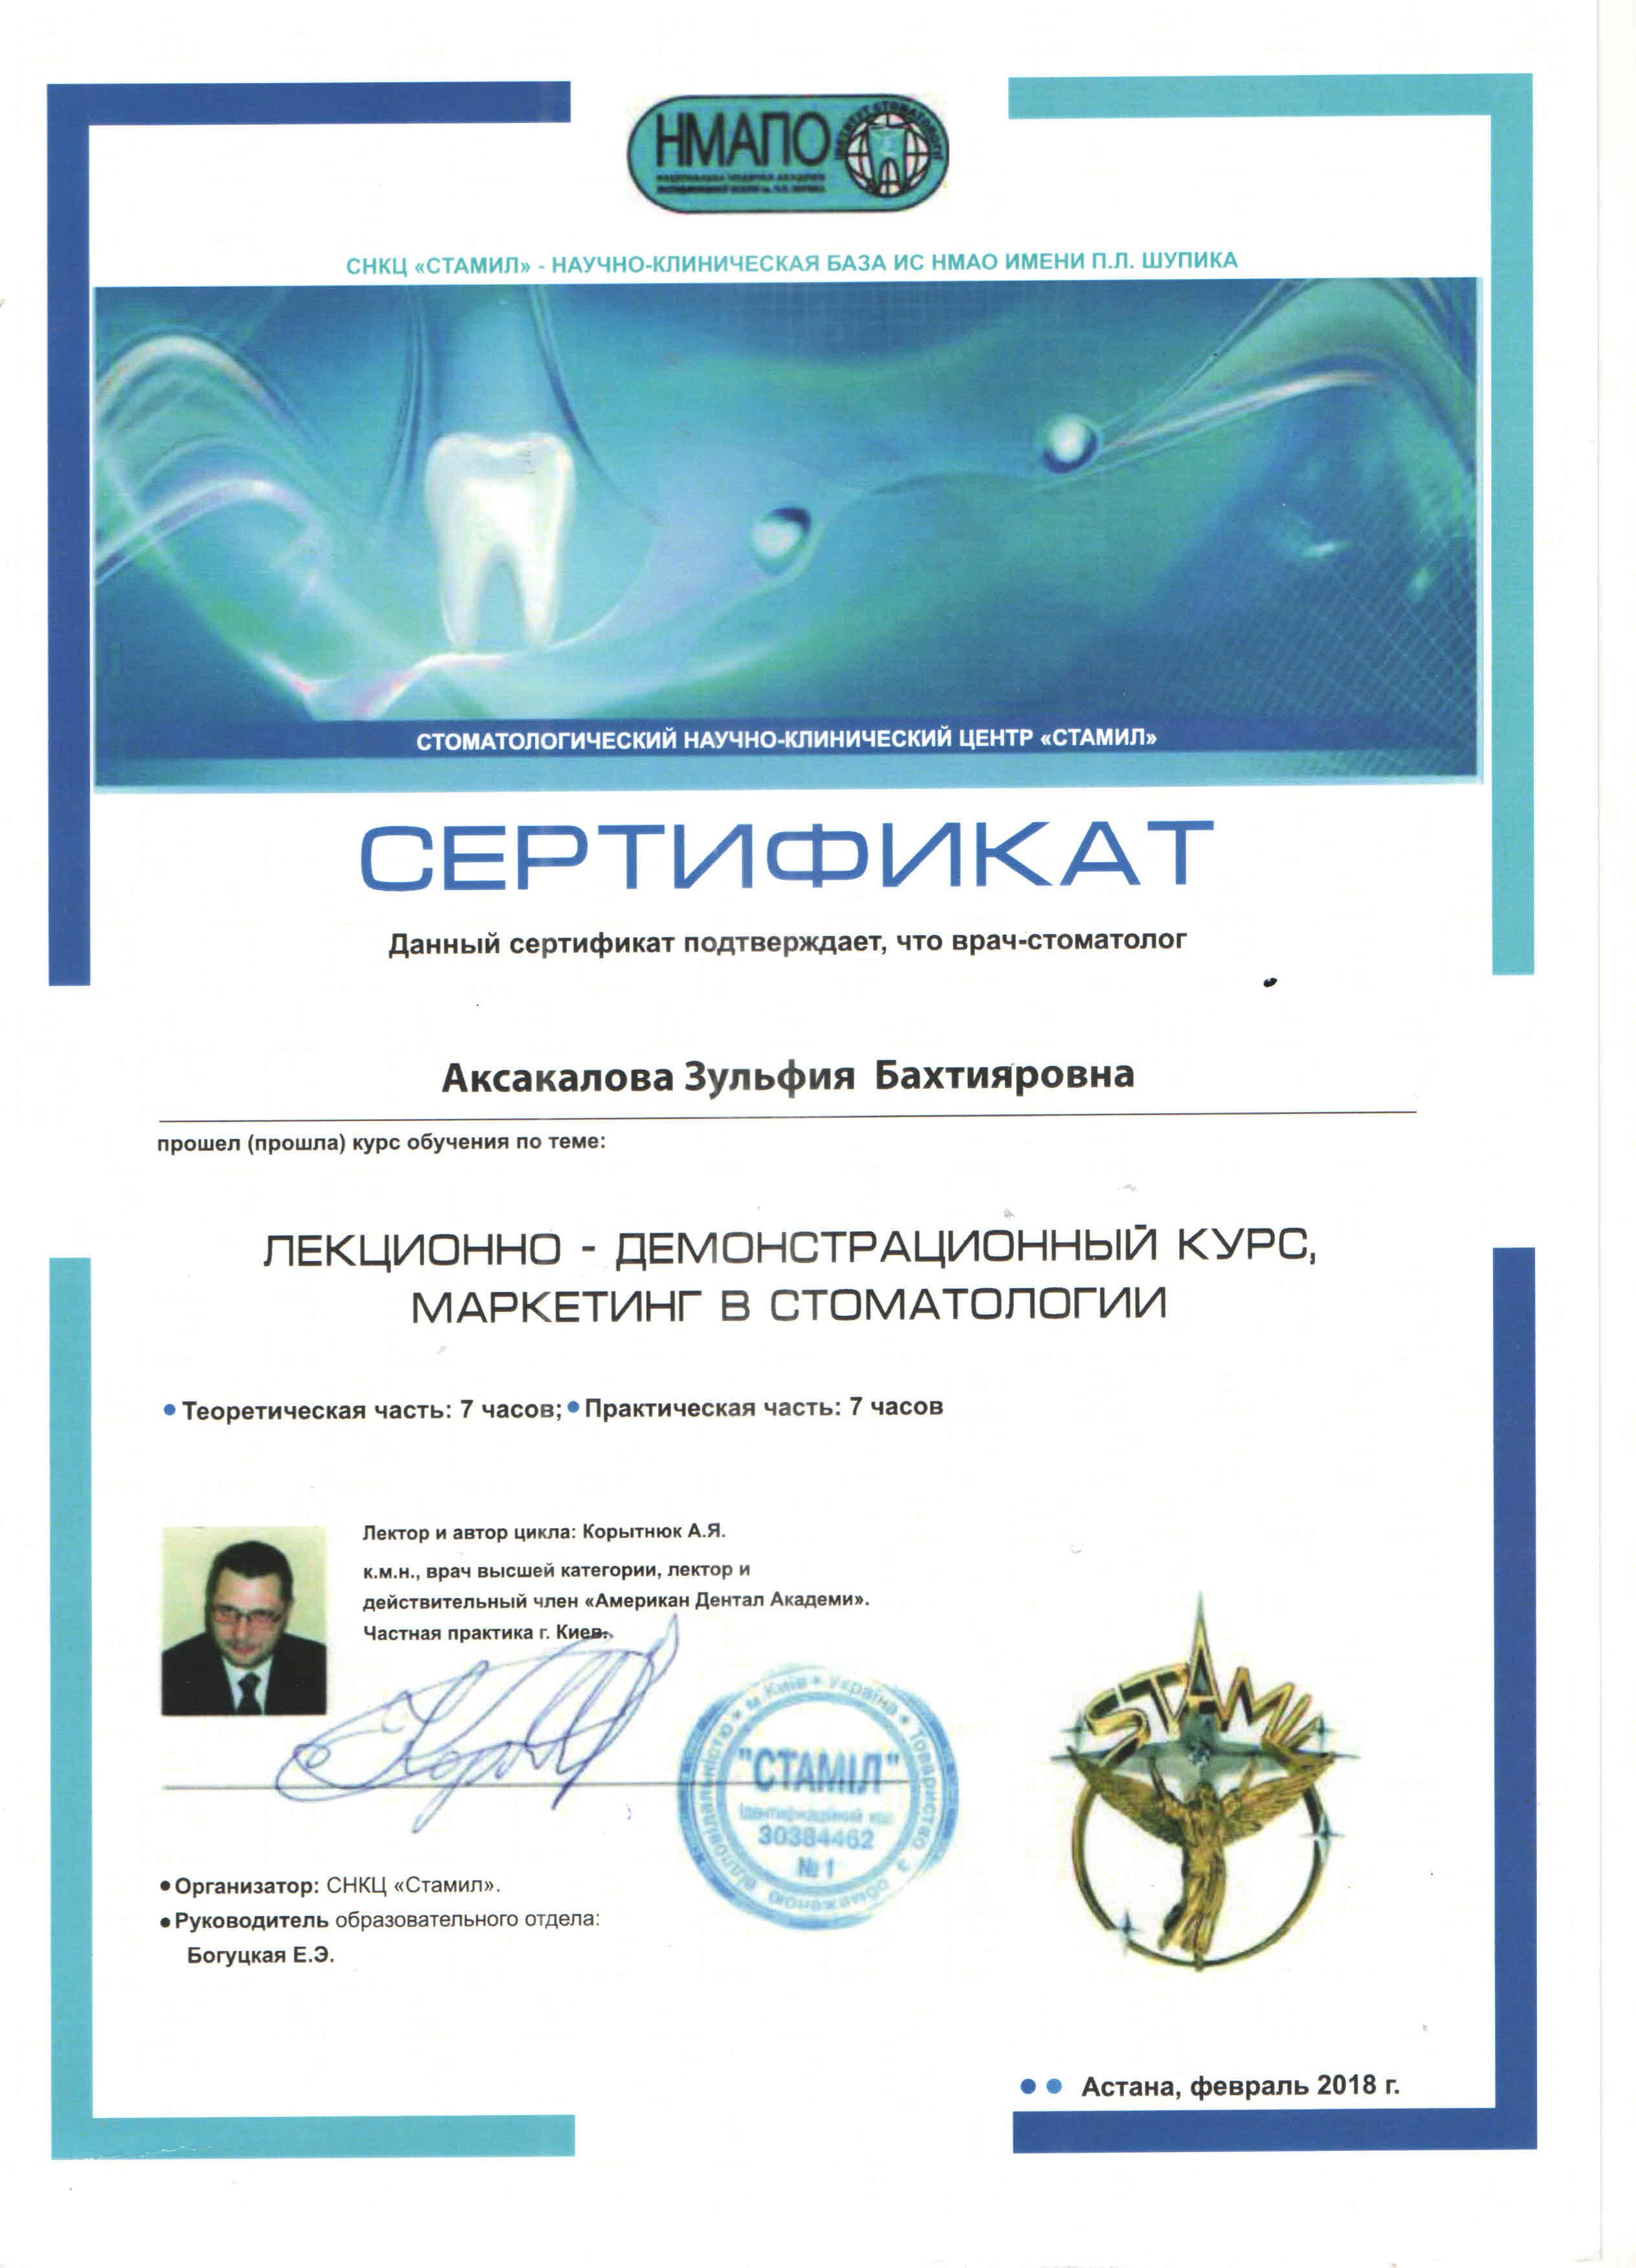 НМАПО
СНКЦ «СТАМИЛ» - НАУЧНО-КЛИНИЧЕСКАЯ БАЗА ИС НМАО ИМЕНИ П.Л. ШУПИКА
СТОМАТОЛОГИЧЕСКИЙ НАУЧНО-КЛИНИЧЕСКИЙ ЦЕНТР «СТАМИЛ»
СЕРТИФИКАТ
Данный сертификат подтверждает, что врач-стоматолог
Аксакалова Зульфия Бахтияровна
прошел (прошла) курс обучения по теме:
ЛЕКЦИОННО - ДЕМОНСТРАЦИОННЫЙ КУРС,
МАРКЕТИНГ В СТОМАТОЛОГИИ
• Теоретическая часть: 7 часов; • Практическая часть: 7 часов
Лектор и автор цикла: Корытнюк А.Я.
к.м.н., врач высшей категории, лектор и
действительный член «Американ Дентал Академи».
Частная практика г. Киев.
м.Київ * Україна * Товариство з обмеженою відповідальністю *
"СТАМІЛ"
Ідентифікаційний код
30384462
№ 1
STAMIL
• Организатор: СНКЦ «Стамил».
• Руководитель образовательного отдела:
Богуцкая Е.Э.
Астана, февраль 2018 г.